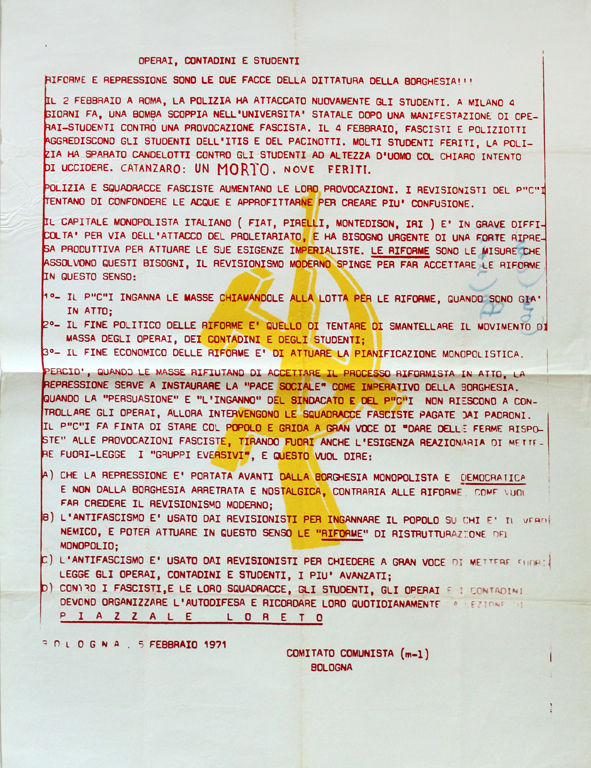 OPERAI, CONTADINI E STUDENTI
RIFORME E REPRESSIONE SONO LE DUE FACCE DELLA DITTATURA DELLA BORGHESIA!!!
IL 2 FEBBRAIO A ROMA, LA POLIZIA HA ATTACCATO NUOVAMENTE GLI STUDENTI. A MILANO 4
GIORNI FA, UNA BOMBA SCOPPIA NELL'UNIVERSITA' STATALE DOPO UNA MANIFESTAZIONE DI OPE-
RAI-STUDENTI CONTRO UNA PROVOCAZIONE FASCISTA. IL 4 FEBBRAIO, FASCISTI E POLIZIOTTI
AGGREDISCONO GLI STUDENTI DELL'ITIS E DEL PACINOTTI. MOLTI STUDENTI FERITI, LA POLI-
ZIA HA SPARATO CANDELOTTI CONTRO GLI STUDENTI AD ALTEZZA D'UOMO COL CHIARO INTENTO
DI UCCIDERE. CATANZARO: UN MORTO, NOVE FERITI.
POLIZIA E SQUADRACCE FASCISTE AUMENTANO LE LORO PROVOCAZIONI. I REVISIONISTI DEL P"C"I
TENTANO DI CONFONDERE LE ACQUE E APPROFITTARNE PER CREARE PIU' CONFUSIONE.
IL CAPITALE MONOPOLISTA ITALIANO ( FIAT, PIRELLI, MONTEDISON, IRI ) E' IN GRAVE DIFFI-
COLTA' PER VIA DELL'ATTACCO DEL PROLETARIATO, E HA BISOGNO URGENTE DI UNA FORTE RIPRE-
SA PRODUTTIVA PER ATTUARE LE SUE ESIGENZE IMPERIALISTE. LE RIFORME SONO LE MISURE CHE
ASSOLVONO QUESTI BISOGNI, IL REVISIONISMO MODERNO SPINGE PER FAR ACCETTARE LE RIFORME
IN QUESTO SENSO:
1°- IL P"C"I INGANNA LE MASSE CHIAMANDOLE ALLA LOTTA PER LE RIFORME, QUANDO SONO GIA'
IN ATTO;
2°- IL FINE POLITICO DELLE RIFORME E' QUELLO DI TENTARE DI SMANTELLARE IL MOVIMENTO DI
MASSA DEGLI OPERAI, DEI CONTADINI E DEGLI STUDENTI;
3°- IL FINE ECONOMICO DELLE RIFORME E' DI ATTUARE LA PIANIFICAZIONE MONOPOLISTICA.
PERCIO', QUANDO LE MASSE RIFIUTANO DI ACCETTARE IL PROCESSO RIFORMISTA IN ATTO, LA
REPRESSIONE SERVE A INSTAURARE LA "PACE SOCIALE" COME IMPERATIVO DELLA BORGHESIA.
QUANDO LA "PERSUASIONE" E "L'INGANNO" DEL SINDACATO E DEL P"C"I NON RIESCONO A CON-
TROLLARE GLI OPERAI, ALLORA INTERVENGONO LE SQUADRACCE FASCISTE PAGATE DAI PADRONI.
IL P"C"I FA FINTA DI STARE COL POPOLO E GRIDA A GRAN VOCE DI "DARE DELLE FERME RISPO-
STE" ALLE PROVOCAZIONI FASCISTE, TIRANDO FUORI ANCHE L'ESIGENZA REAZIONARIA DI METTE-
RE FUORI-LEGGE I "GRUPPI EVERSIVI", E QUESTO VUOL DIRE:
A) CHE LA REPRESSIONE E' PORTATA AVANTI DALLA BORGHESIA MONOPOLISTA E DEMOCRATICA
E NON DALLA BORGHESIA ARRETRATA E NOSTALGICA, CONTRARIA ALLE RIFORME, COME VUOL
FAR CREDERE IL REVISIONISMO MODERNO;
B) L'ANTIFASCISMO E' USATO DAI REVISIONISTI PER INGANNARE IL POPOLO SU CHI E' IL VERO
NEMICO, E POTER ATTUARE IN QUESTO SENSO LE "RIFORME" DI RISTRUTTURAZIONE DEL
MONOPOLIO;
C) L'ANTIFASCISMO E' USATO DAI REVISIONISTI PER CHIEDERE A GRAN VOCE DI METTERE FUORI
LEGGE GLI OPERAI, CONTADINI E STUDENTI, I PIU' AVANZATI;
D) CONTRO I FASCISTI,E LE LORO SQUADRACCE, GLI STUDENTI, GLI OPERAI E I CONTADINI
DEVONO ORGANIZZARE L'AUTODIFESA E RICORDARE LORO QUOTIDIANAMENTE LA LEZIONE DI
PIAZZALE LORETO
BOLOGNA, 5 FEBBRAIO 1971
COMITATO COMUNISTA (m-l)
BOLOGNA